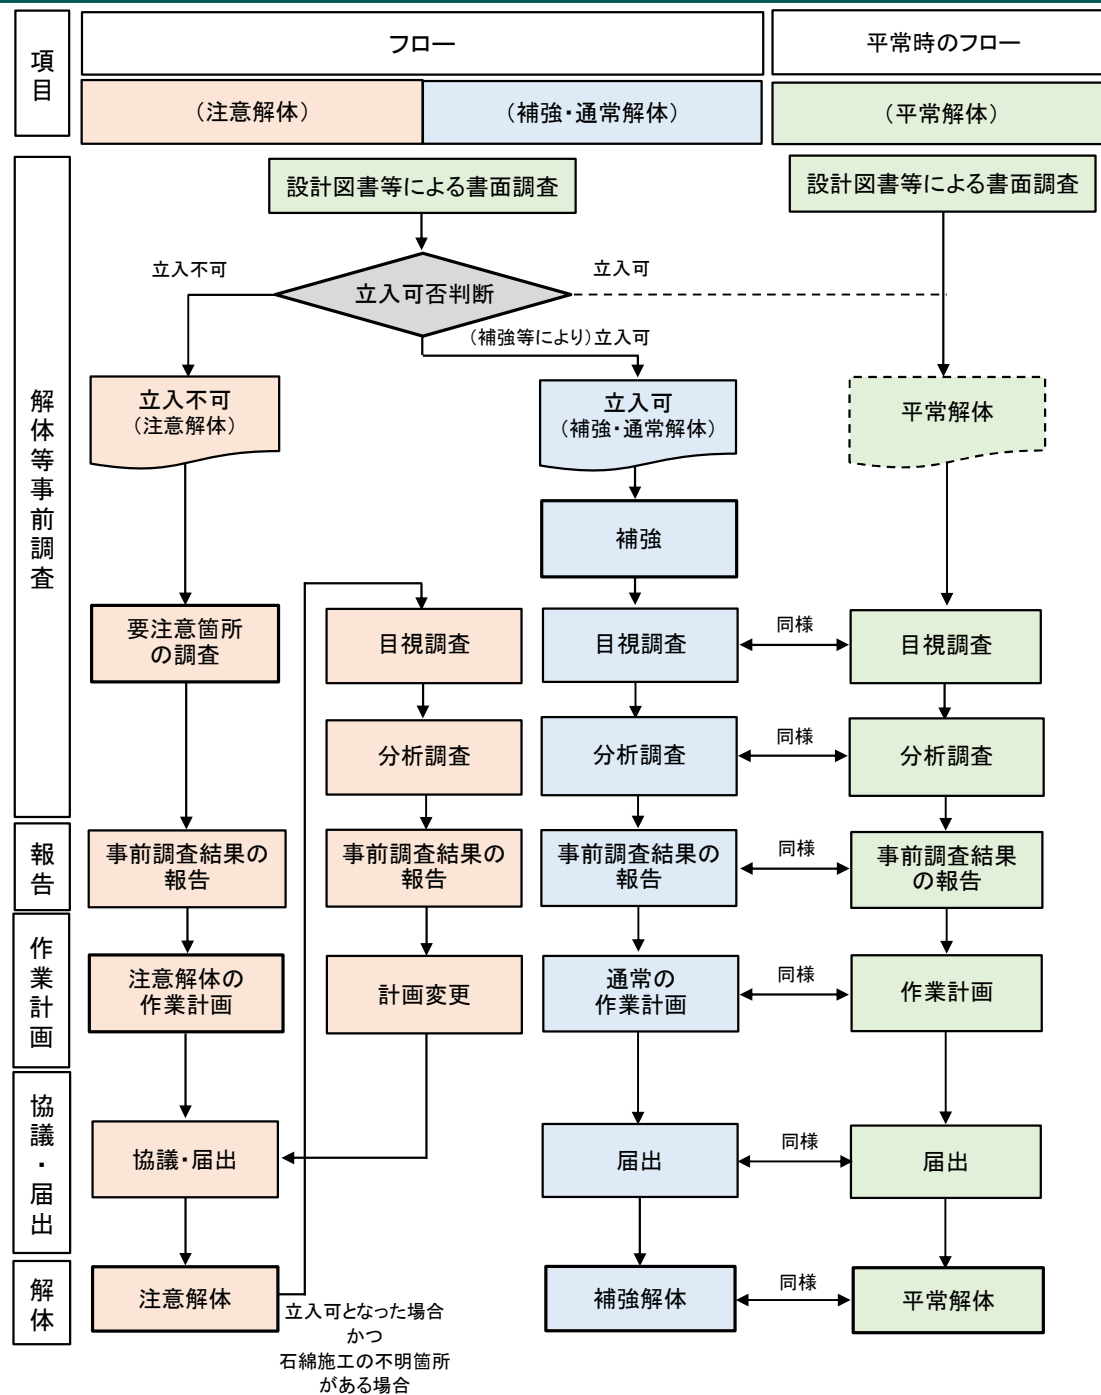 項
目
フロー
平常時のフロー
（注意解体）
（補強・通常解体）
（平常解体）
解
体
等
事
前
調
査
設計図書等による書面調査
設計図書等による書面調査
立入不可
立入可否判断
立入可
（補強等により）立入可
立入不可
（注意解体）
立入可
（補強・通常解体）
平常解体
補強
要注意箇所
の調査
目視調査
目視調査
同様
目視調査
分析調査
分析調査
同様
分析調査
報
告
事前調査結果の
報告
事前調査結果の
報告
事前調査結果の
報告
同様
事前調査結果
の報告
作
業
計
画
注意解体の
作業計画
計画変更
通常の
作業計画
同様
作業計画
協
議
・
届
出
協議・届出
届出
同様
届出
解
体
注意解体
立入可となった場合
かつ
石綿施工の不明箇所
がある場合
補強解体
同様
平常解体